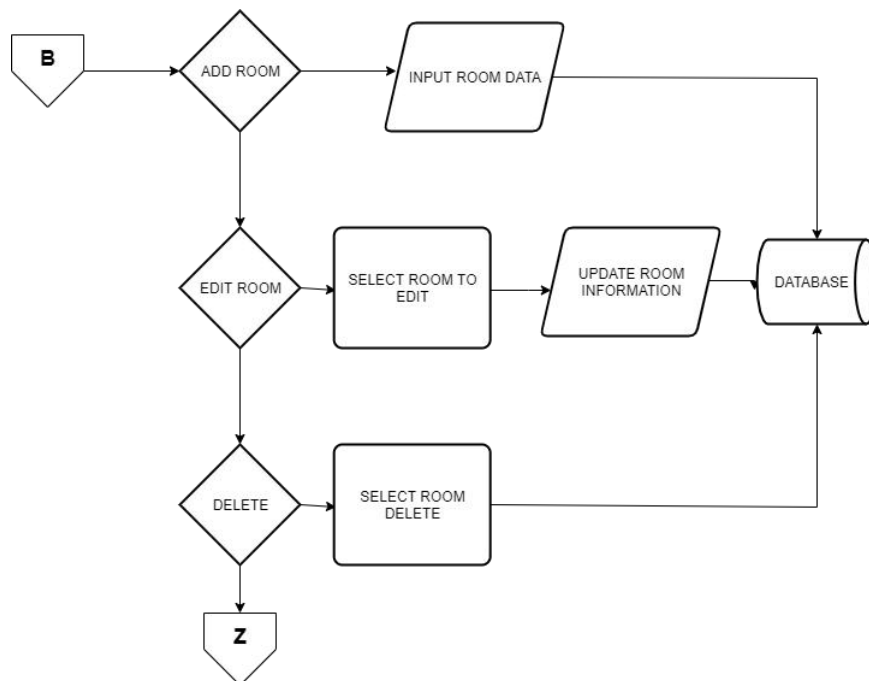 B
ADD ROOM
INPUT ROOM DATA
EDIT ROOM
SELECT ROOM TO
EDIT
UPDATE ROOM
INFORMATION
DATABASE
DELETE
SELECT ROOM
DELETE
Z